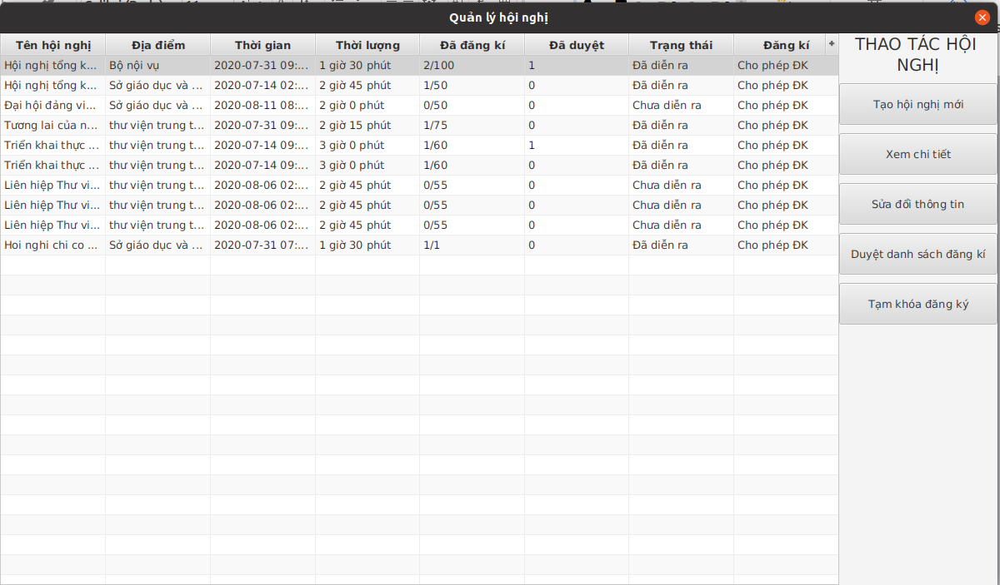 Quản lý hội nghị
Tên hội nghị Địa điểm Thời gian Thời lượng Đã đăng kí Đã duyệt Trạng thái Đăng kí +
THAO TÁC HỘI
NGHỊ
Hội nghị tổng k... Bộ nội vụ 2020-07-31 09:... 1 giờ 30 phút 2/100 1 Đã diễn ra Cho phép ĐK
Hội nghị tổng k... Sở giáo dục và ... 2020-07-14 02:... 2 giờ 45 phút 1/50 0 Đã diễn ra Cho phép ĐK
Đại hội đảng vi... Sở giáo dục và ... 2020-08-11 08:... 2 giờ 0 phút 0/50 0 Chưa diễn ra Cho phép ĐK
Tương lai của n... thư viện trung t... 2020-07-31 09:... 2 giờ 15 phút 1/75 0 Đã diễn ra Cho phép ĐK
Triển khai thực ... thư viện trung t... 2020-07-14 09:... 3 giờ 0 phút 1/60 1 Đã diễn ra Cho phép ĐK
Triển khai thực ... thư viện trung t... 2020-07-14 09:... 3 giờ 0 phút 1/60 0 Đã diễn ra Cho phép ĐK
Liên hiệp Thư vi... thư viện trung t... 2020-08-06 02:... 2 giờ 45 phút 0/55 0 Chưa diễn ra Cho phép ĐK
Liên hiệp Thư vi... thư viện trung t... 2020-08-06 02:... 2 giờ 45 phút 0/55 0 Chưa diễn ra Cho phép ĐK
Liên hiệp Thư vi... thư viện trung t... 2020-08-06 02:... 2 giờ 45 phút 0/55 0 Chưa diễn ra Cho phép ĐK
Hoi nghi chi co ... Sở giáo dục và ... 2020-07-31 07:... 1 giờ 30 phút 1/1 0 Đã diễn ra Cho phép ĐK
Tạo hội nghị mới
Xem chi tiết
Sửa đổi thông tin
Duyệt danh sách đăng kí
Tạm khóa đăng ký